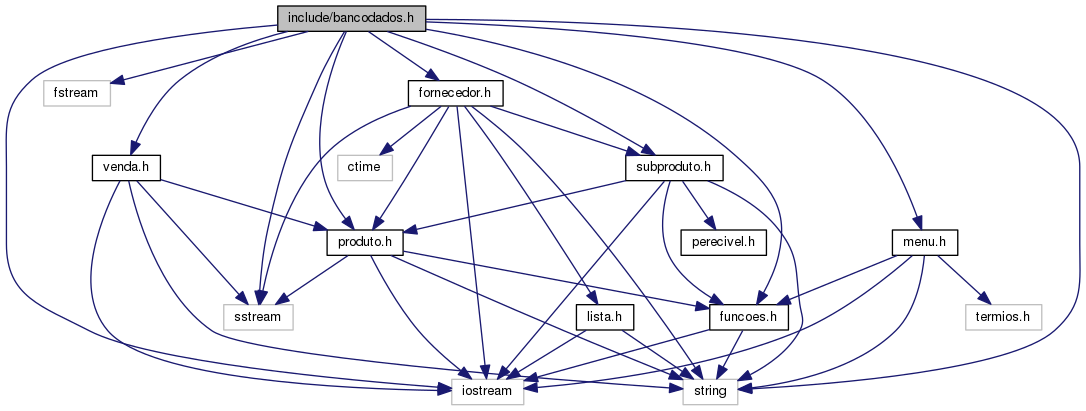 include/bancodados.h
fstream
fornecedor.h
venda.h
ctime
subproduto.h
produto.h
perecivel.h
menu.h
sstream
lista.h
funcoes.h
termios.h
iostream
string